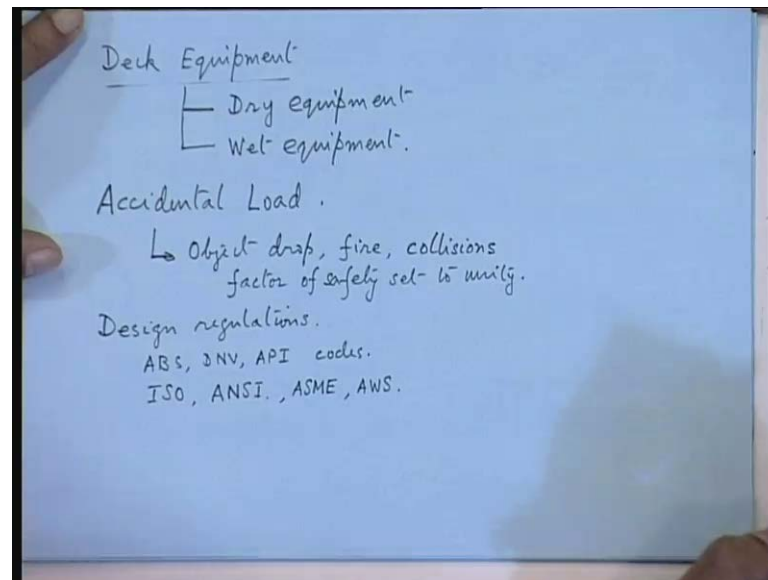 Deck Equipment
Dry equipment
Wet equipment.
Accidental Load.
Object drop, fire, collisions
factor of safety set to unity.
Design regulations.
ABS, DNV, API codes.
ISO, ANSI., ASME, AWS.